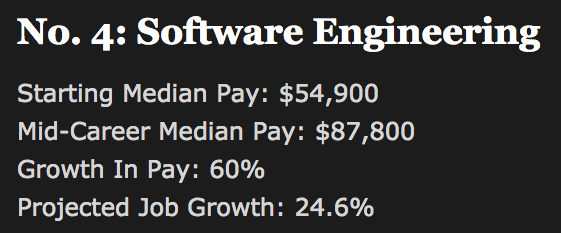 No. 4: Software Engineering
Starting Median Pay: $54,900
Mid-Career Median Pay: $87,800
Growth In Pay: 60%
Projected Job Growth: 24.6%